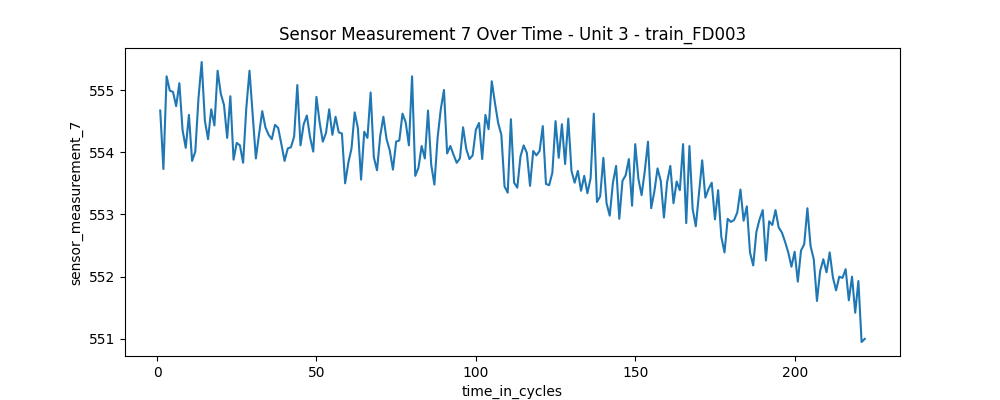 Sensor Measurement 7 Over Time - Unit 3 - train_FD003
sensor_measurement_7
555
554
553
552
551
0 50 100 150 200
time_in_cycles